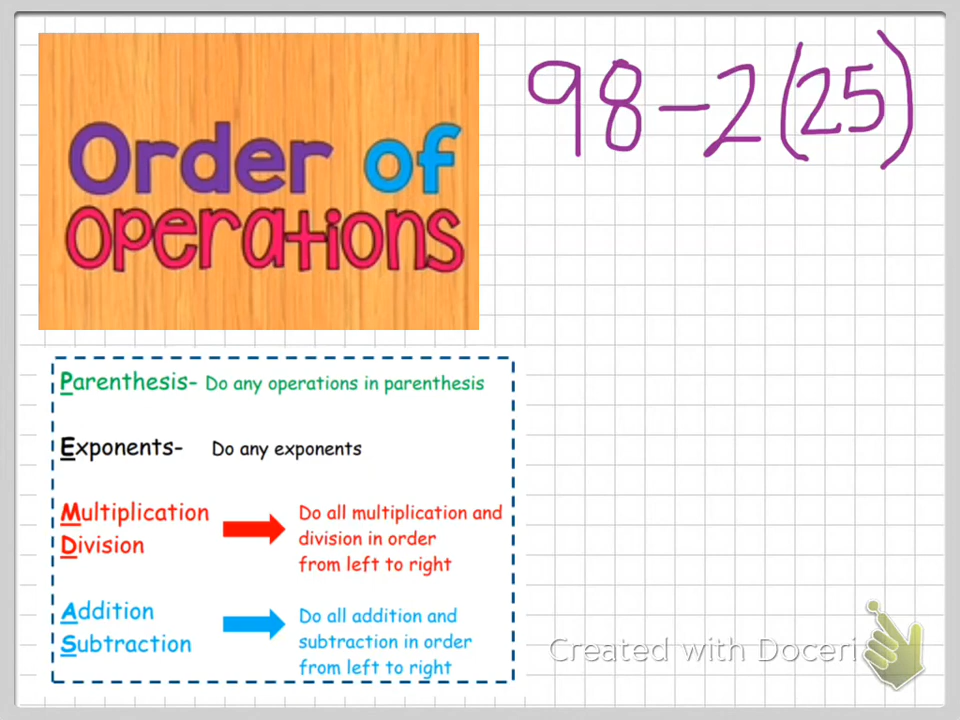 Order of
Operations
98-2(25)
Parenthesis- Do any operations in parenthesis
Exponents- Do any exponents
Multiplication
Division
Do all multiplication and
division in order
from left to right
Addition
Subtraction
Do all addition and
subtraction in order
from left to right
Created with Doceri